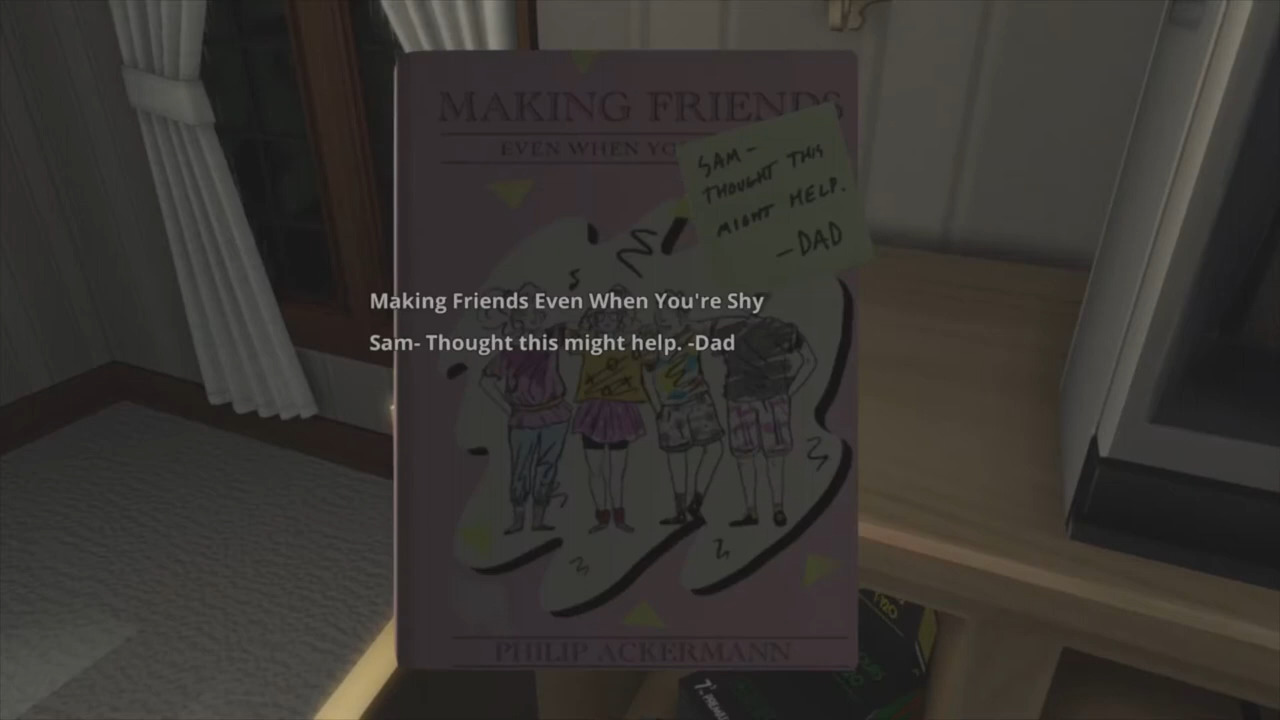 MAKING FRIENDS
EVEN WHEN YO
SAM-
THOUGHT THIS
MIGHT HELP.
-DAD
Making Friends Even When You're Shy
Sam- Thought this might help. -Dad
PHILIP ACKERMANN